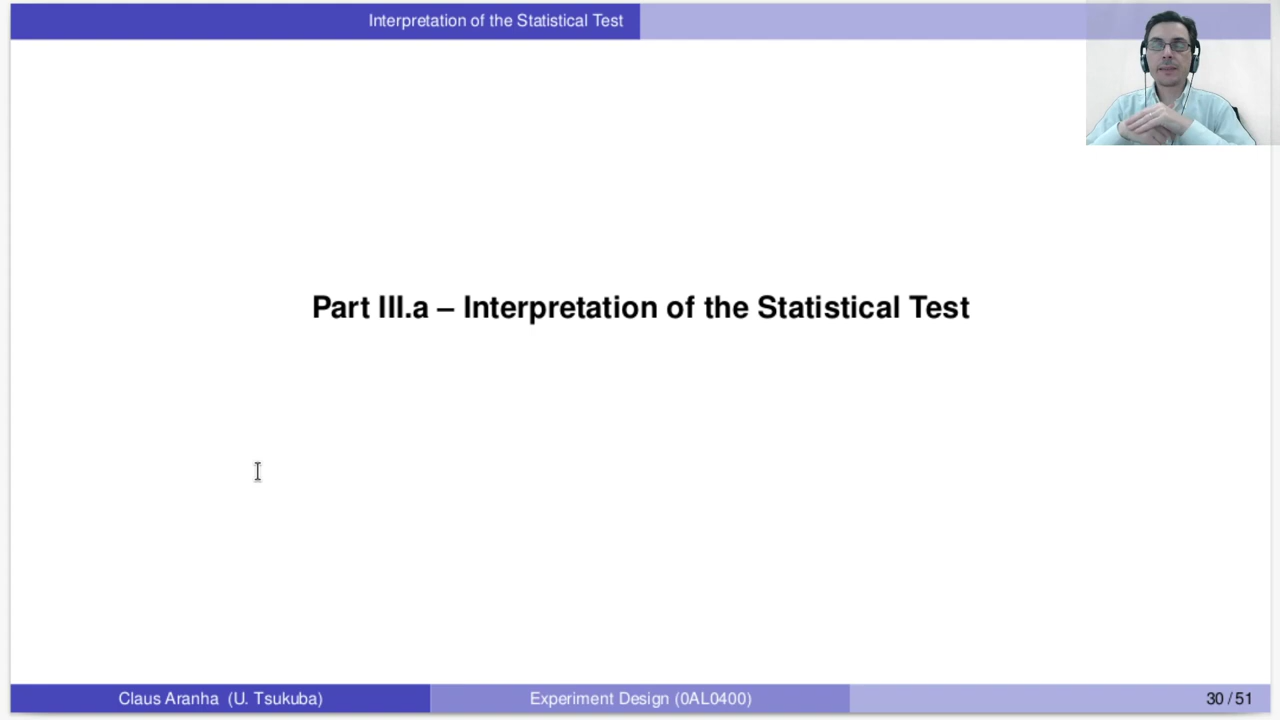 Interpretation of the Statistical Test
Part III.a – Interpretation of the Statistical Test
Claus Aranha (U. Tsukuba)
Experiment Design (0AL0400)
30 / 51